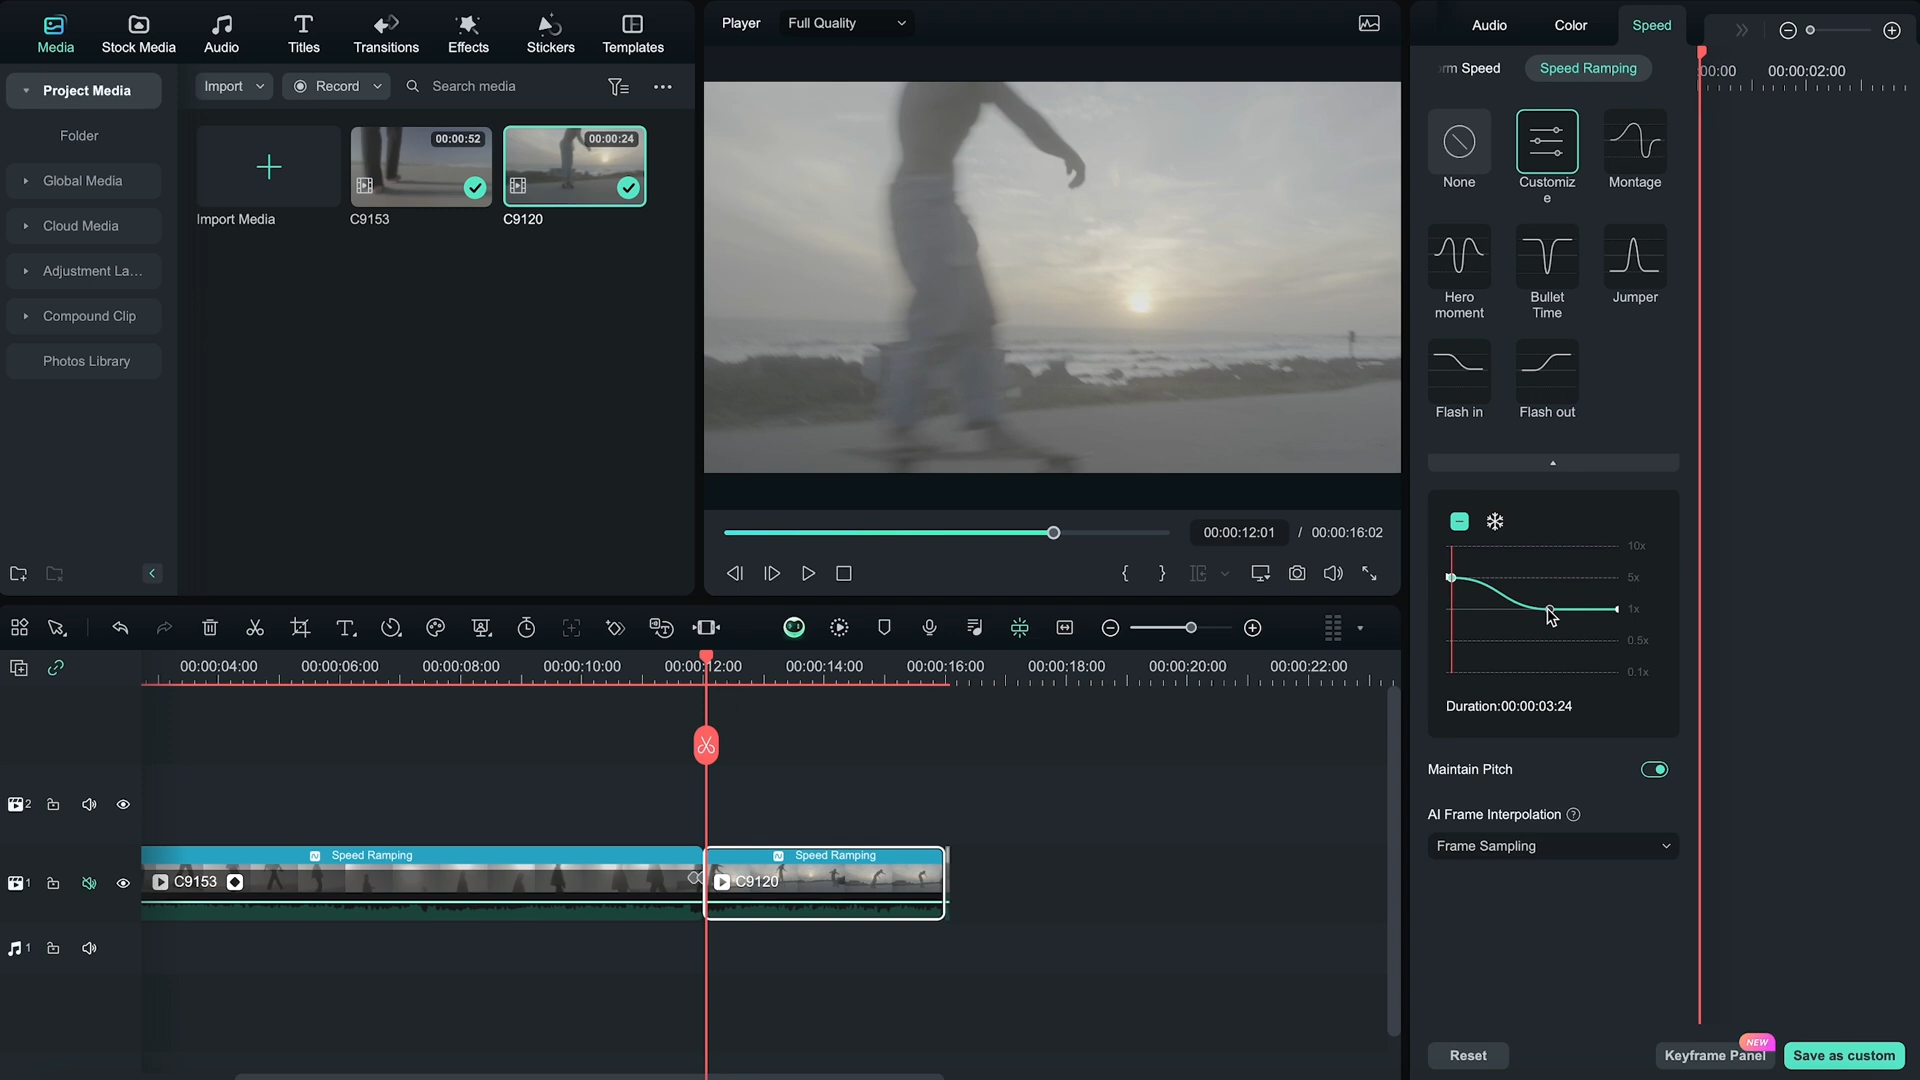 Media
Stock Media
Audio
Titles
Transitions
Effects
Stickers
Templates
Player
Full Quality
Audio
Color
Speed
Project Media
Folder
Global Media
Cloud Media
Adjustment La...
Compound Clip
Photos Library
Import
Record
Search media
Import Media
00:00:52
C9153
00:00:24
C9120
00:00:12:01 / 00:00:16:02
rm Speed
Speed Ramping
:00:00
00:00:02:00
None
Customiz
e
Montage
Hero
moment
Bullet
Time
Jumper
Flash in
Flash out
10x
5x
1x
0.5x
0.1x
Duration:00:00:03:24
Maintain Pitch
AI Frame Interpolation ?
Frame Sampling
00:00:04:00
00:00:06:00
00:00:08:00
00:00:10:00
00:00:12:00
00:00:14:00
00:00:16:00
00:00:18:00
00:00:20:00
00:00:22:00
2
1
1
Speed Ramping
C9153
Speed Ramping
C9120
Reset
Keyframe Panel
NEW
Save as custom